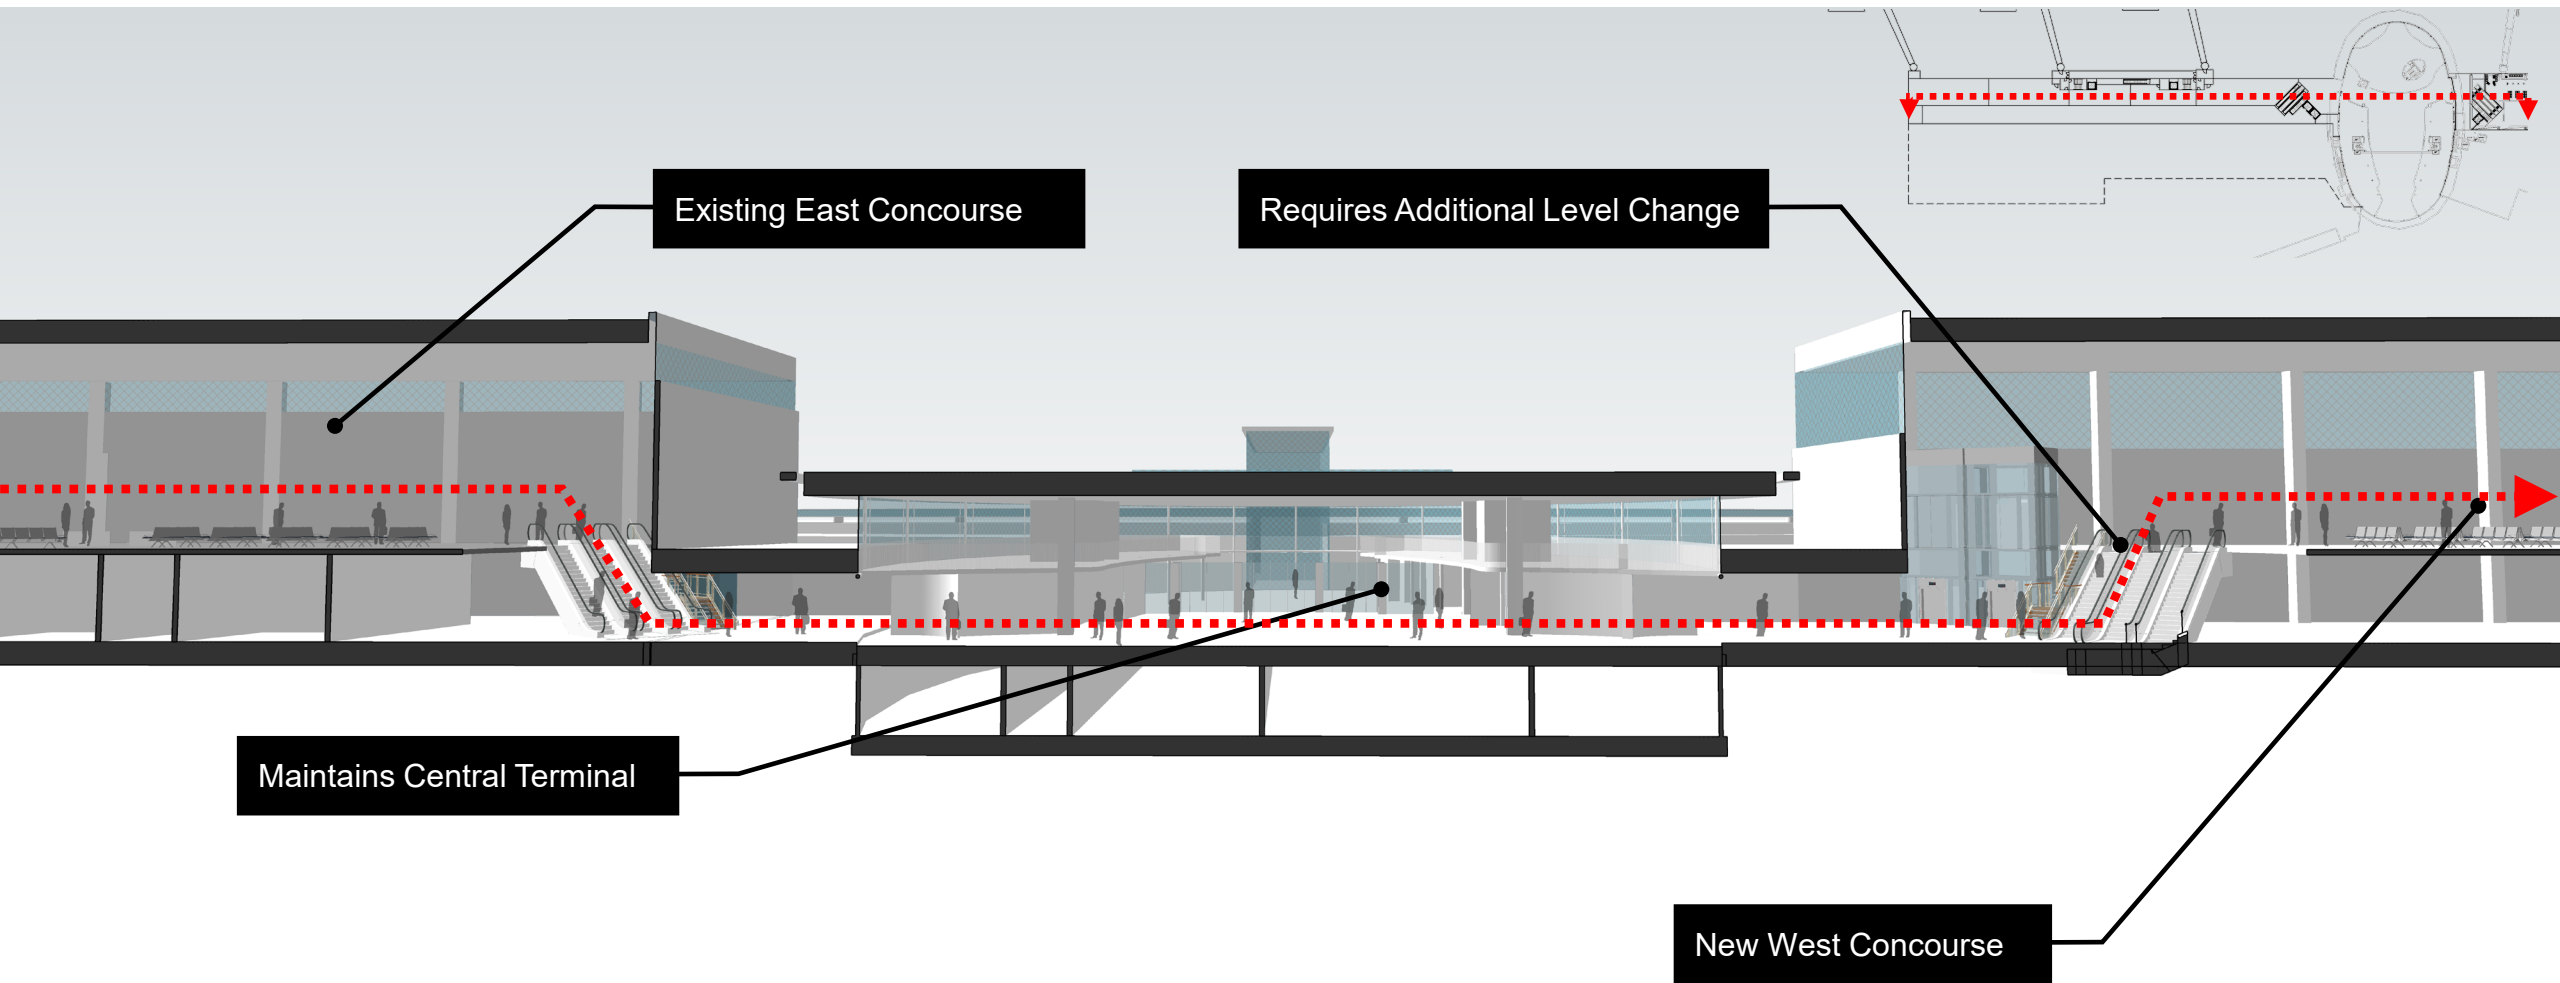 Existing East Concourse
Requires Additional Level Change
Maintains Central Terminal
New West Concourse